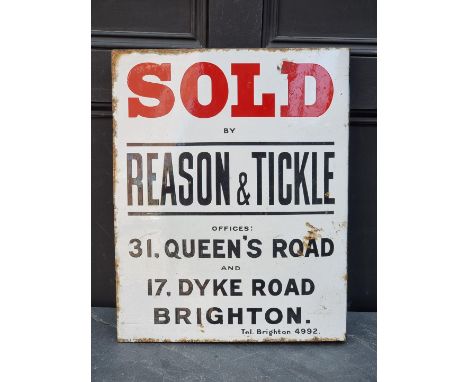 SOLD
BY
REASON & TICKLE
OFFICES:
31, QUEEN'S ROAD
AND
17, DYKE ROAD
BRIGHTON.
Tel. Brighton 4992.